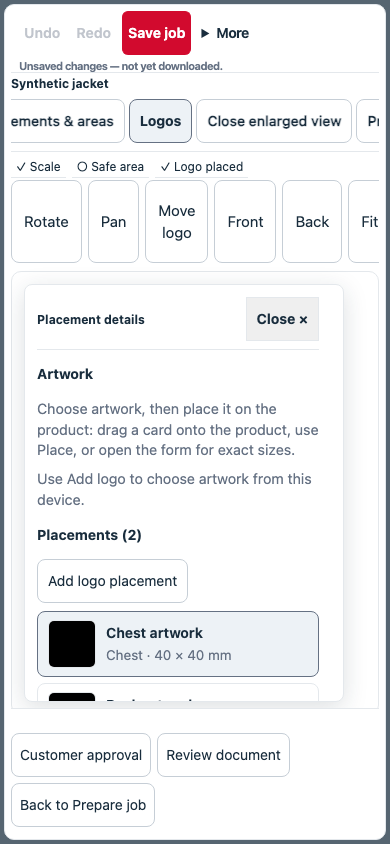 Undo Redo Save job ▶ More
Unsaved changes — not yet downloaded.
Synthetic jacket
ements & areas Logos Close enlarged view
✓ Scale ○ Safe area ✓ Logo placed
Rotate Pan Move logo Front Back Fit
Placement details Close ×
Artwork
Choose artwork, then place it on the
product: drag a card onto the product, use
Place, or open the form for exact sizes.
Use Add logo to choose artwork from this
device.
Placements (2)
Add logo placement
Chest artwork
Chest · 40 × 40 mm
Customer approval Review document
Back to Prepare job